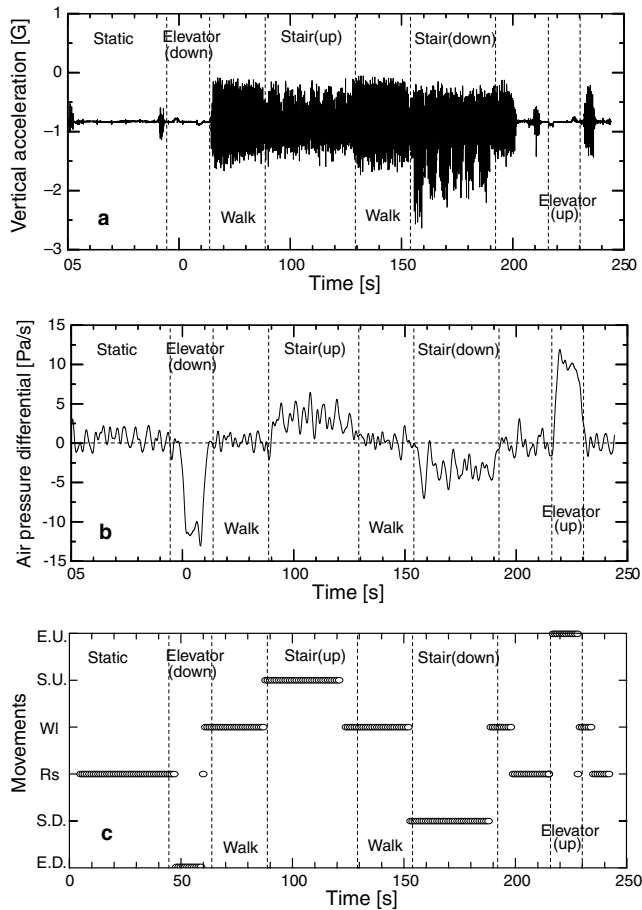 Vertical acceleration [G]
1
0
–1
–2
–3
Static
Elevator
(down)
Stair(up)
Stair(down)
a
Walk
Walk
Elevator
(up)
05
0
100
150
200
250
Time [s]
Air pressure differential [Pa/s]
15
10
5
0
-5
-10
-15
Static
Elevator
(down)
Stair(up)
Stair(down)
b
Walk
Walk
Elevator
(up)
05
0
100
150
200
250
Time [s]
Movements
E.U.
S.U.
Wl
Rs
S.D.
E.D.
Static
Elevator
(down)
Stair(up)
Stair(down)
c
Walk
Walk
Elevator
(up)
0
50
100
150
200
250
Time [s]